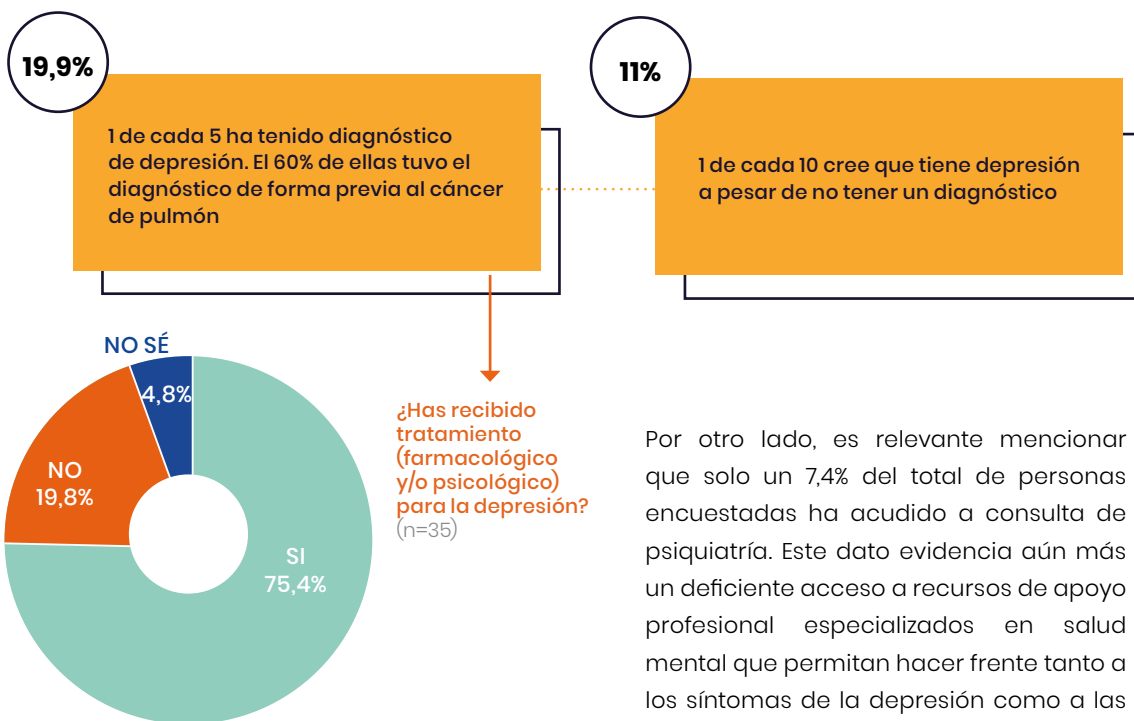 19,9%
1 de cada 5 ha tenido diagnóstico
de depresión. El 60% de ellas tuvo el
diagnóstico de forma previa al cáncer
de pulmón
11%
1 de cada 10 cree que tiene depresión
a pesar de no tener un diagnóstico
NO SÉ
4,8%
NO
19,8%
SI
75,4%
¿Has recibido
tratamiento
(farmacológico
y/o psicológico)
para la depresión?
(n=35)
Por otro lado, es relevante mencionar
que solo un 7,4% del total de personas
encuestadas ha acudido a consulta de
psiquiatría. Este dato evidencia aún más
un deficiente acceso a recursos de apoyo
profesional especializados en salud
mental que permitan hacer frente tanto a
los síntomas de la depresión como a las